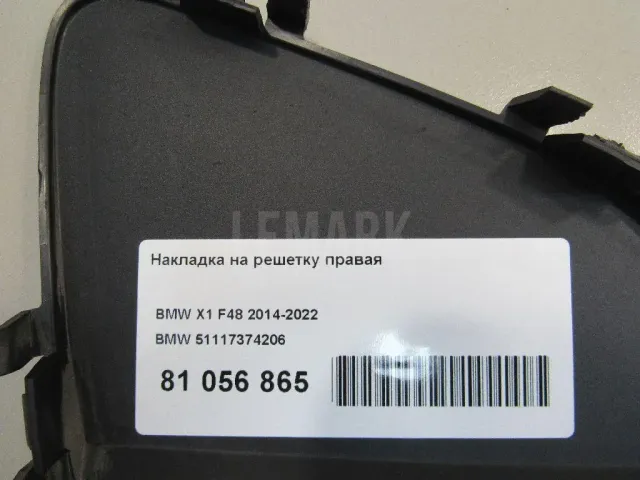 LEMARK
Накладка на решетку правая
BMW X1 F48 2014-2022
BMW 51117374206
81 056 865